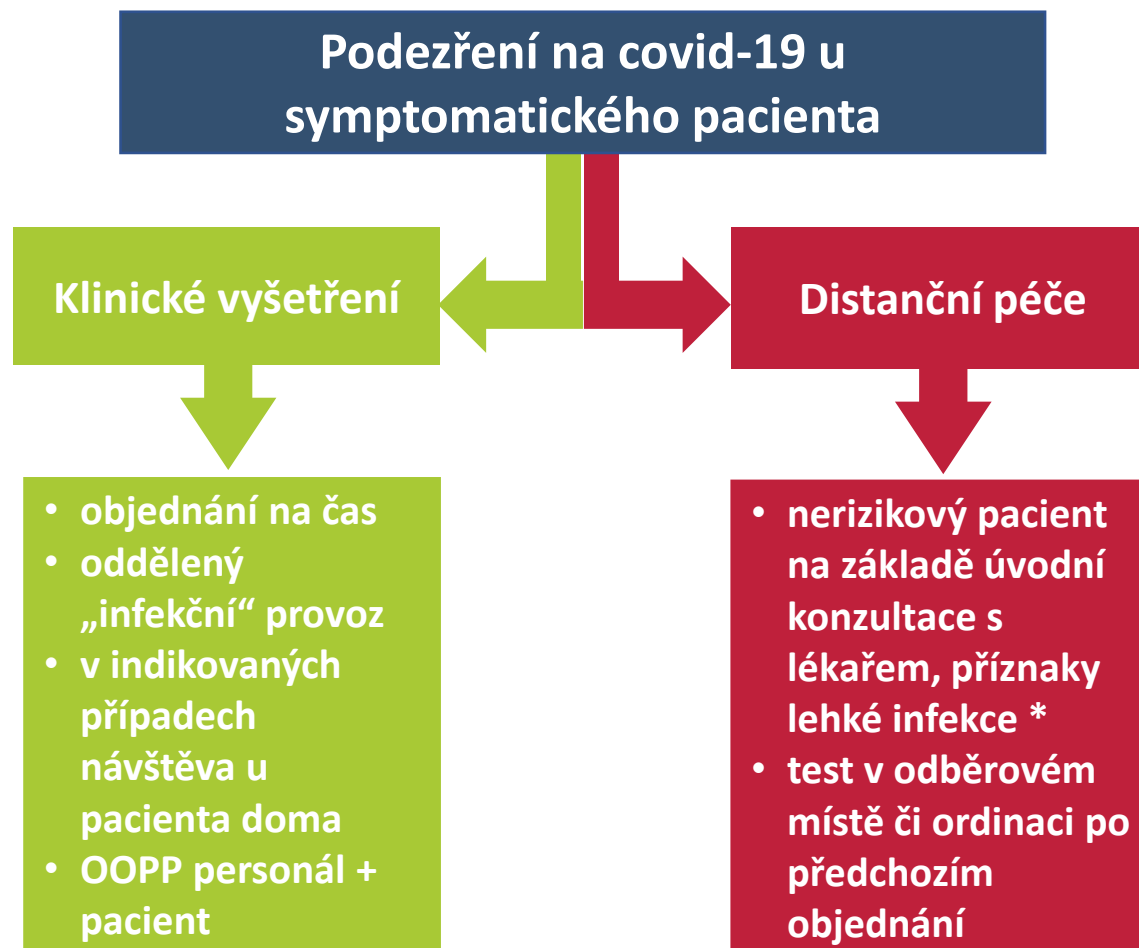 Podezření na covid-19 u
symptomatického pacienta
Klinické vyšetření
Distanční péče
• objednání na čas
• oddělený
„infekční“ provoz
• v indikovaných
případech
návštěva u
pacienta doma
• OOPP personál +
pacient
• nerizikový pacient
na základě úvodní
konzultace s
lékařem, příznaky
lehké infekce *
• test v odběrovém
místě či ordinaci po
předchozím
objednání